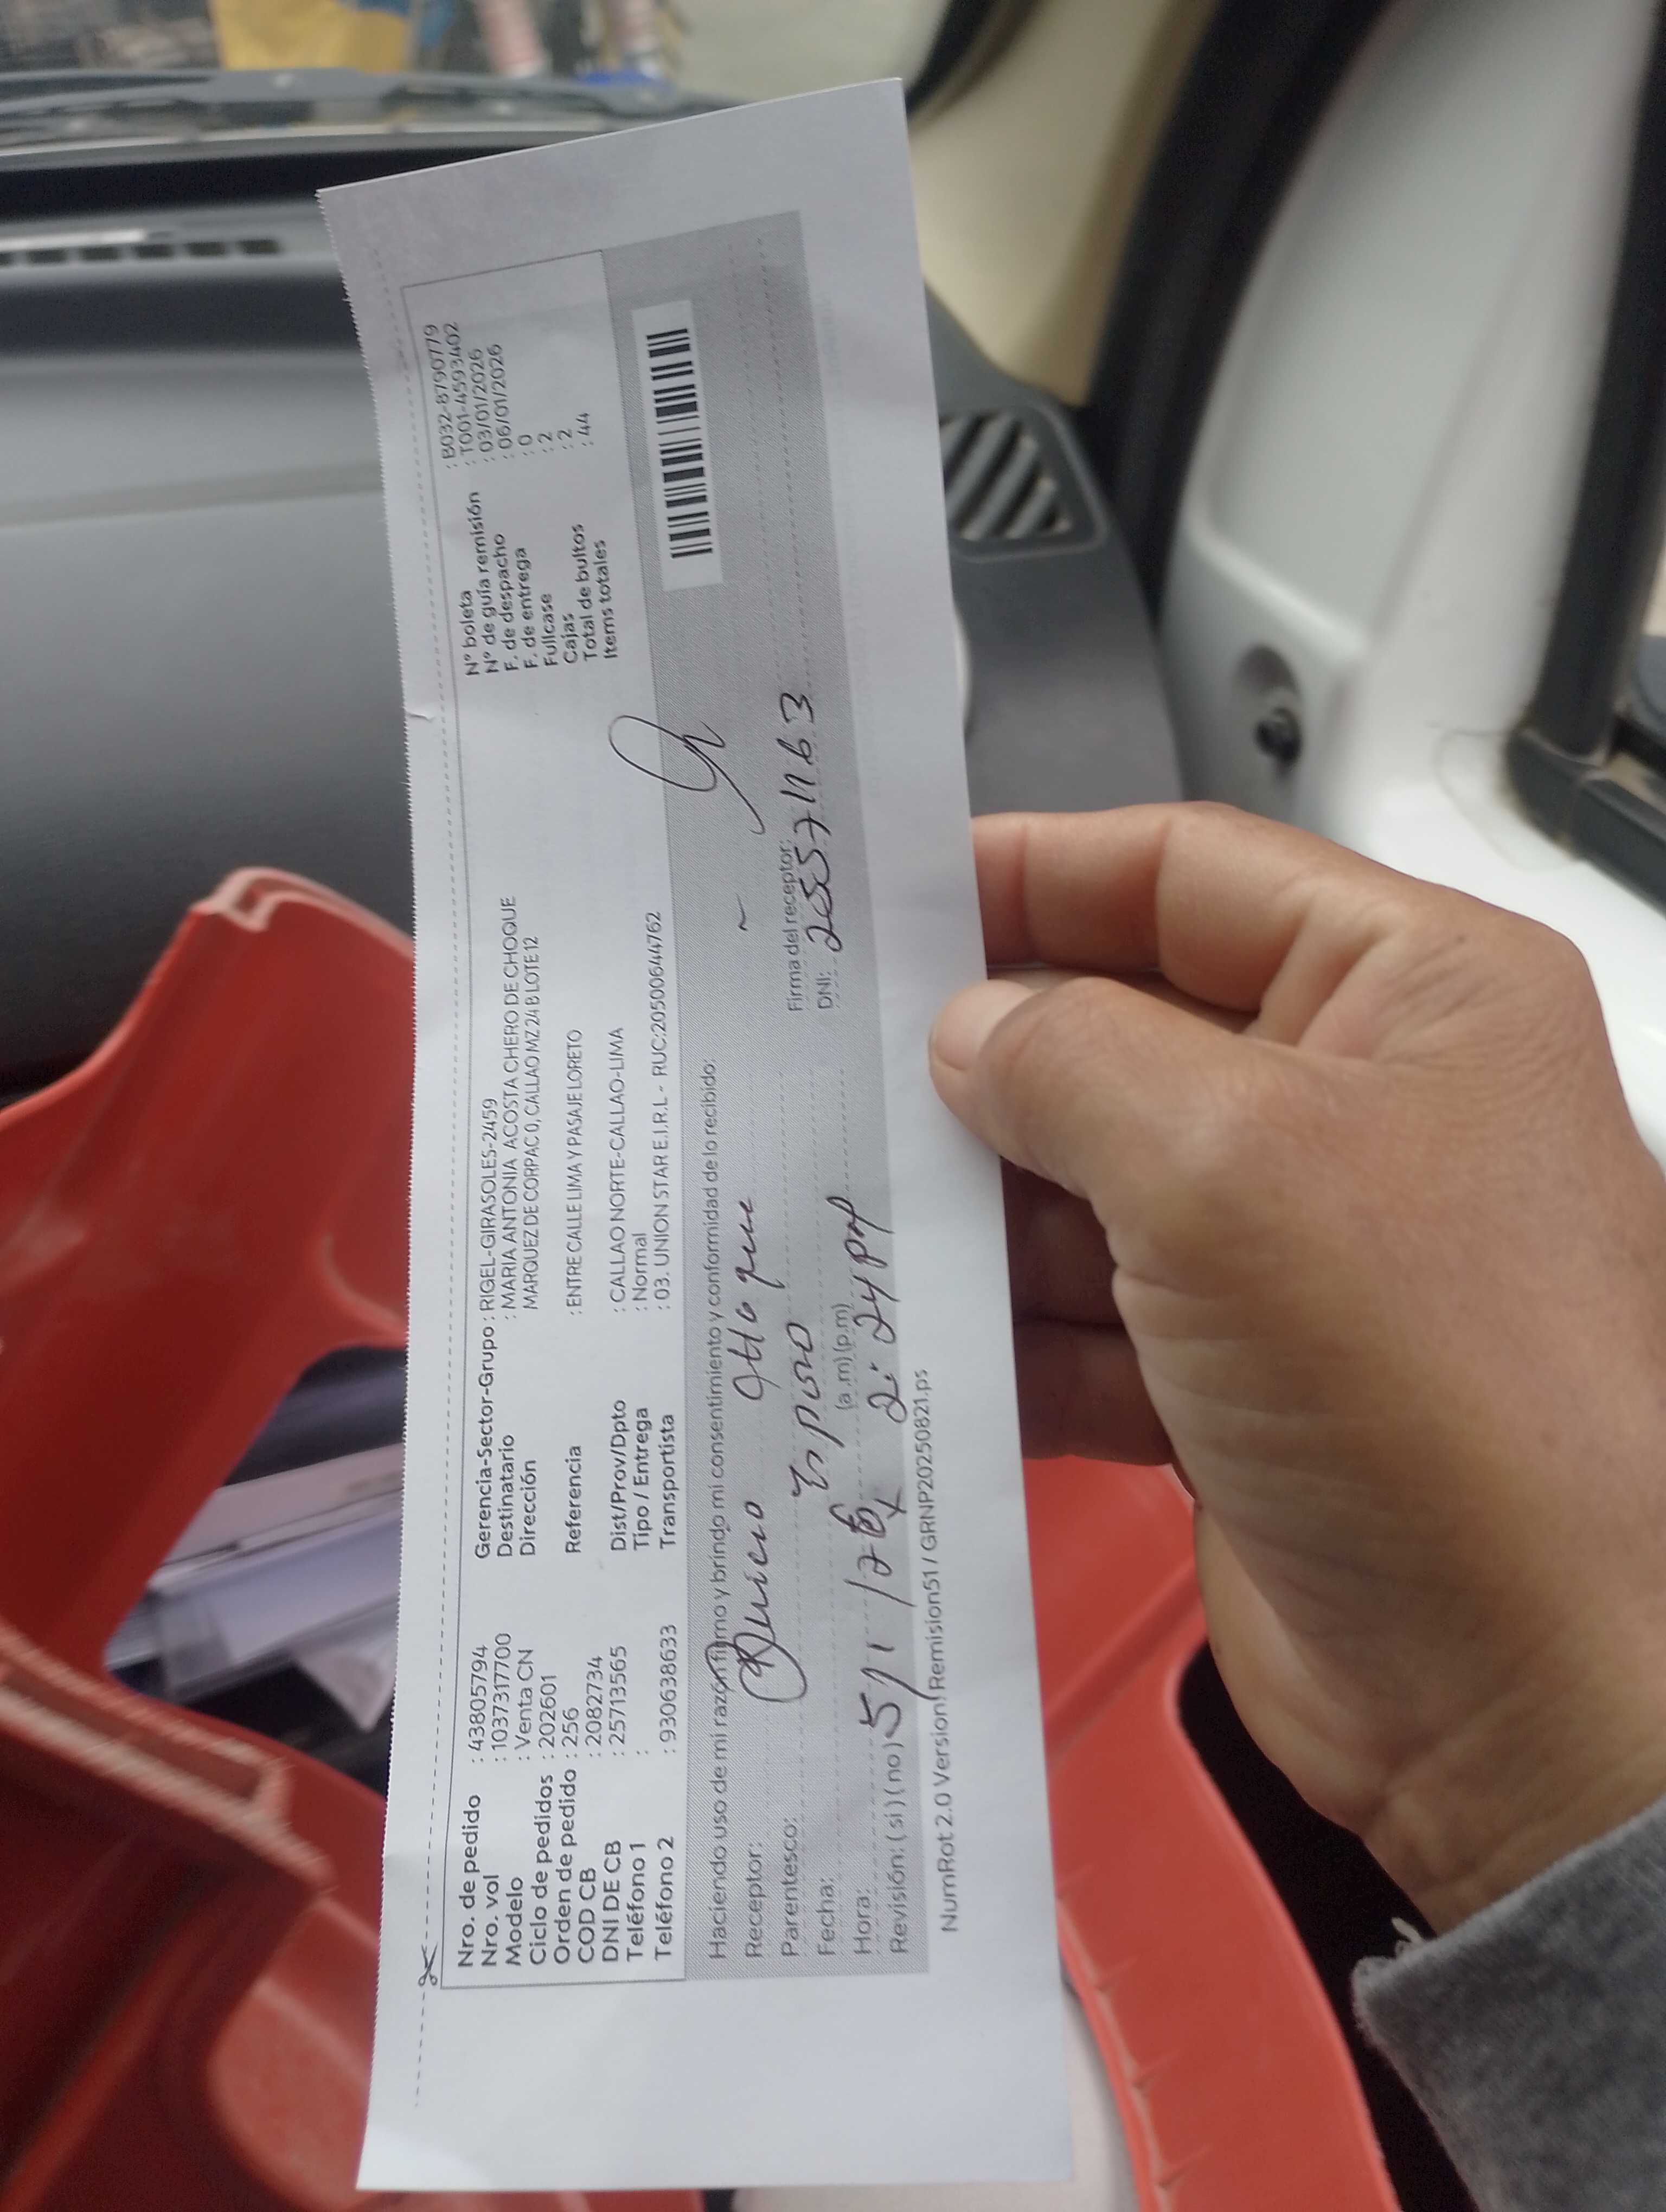 Nro. de pedido : 43805794
Nro. vol : 1037317700
Modelo : Venta CN
Ciclo de pedidos : 202601
Orden de pedido : 256
COD CB : 2082734
DNI DE CB : 25713565
Teléfono 1 :
Teléfono 2 : 930638633
Gerencia-Sector-Grupo : RIGEL-GIRASOLES-2459
Destinatario : MARIA ANTONIA ACOSTA CHERO DE CHOQUE
Dirección MARQUEZ DE CORPAC 0, CALLAO MZ 24 B LOTE 12
Referencia : ENTRE CALLE LIMA Y PASAJE LORETO
Dist/Prov/Dpto : CALLAO NORTE-CALLAO-LIMA
Tipo / Entrega : Normal
Transportista : 03. UNION STAR E.I.R.L - RUC:20500644762
N° boleta : B032-8790779
N° de guía remisión : T001-4593402
F. de despacho : 03/01/2026
F. de entrega : 06/01/2026
Fullcase : 0
Cajas : 2
Total de bultos : 2
Items totales : 44
Haciendo uso de mi razón firmo y brindo mi consentimiento y conformidad de lo recibido:
Receptor:
Parentesco: Esposo
Fecha: 5/1/26
Hora: (a.m) (p.m) 2:24 pm
Revisión: (si) (no)
Firma del receptor:
DNI: 25571163
NumRot 2.0 Version1Remision51 / GRNP20250821.ps